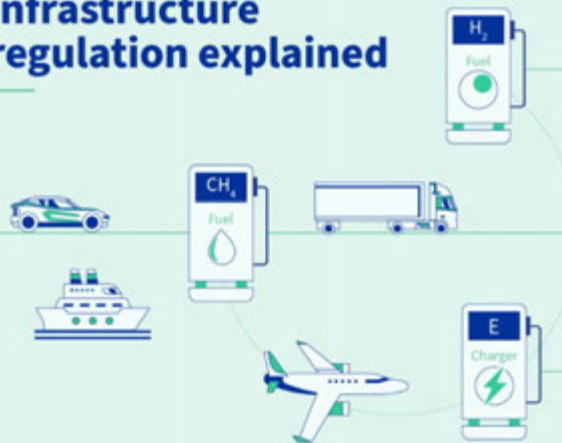 nfrastructure
regulation explained
H₂
Fuel
CH₄
Fuel
E
Charger